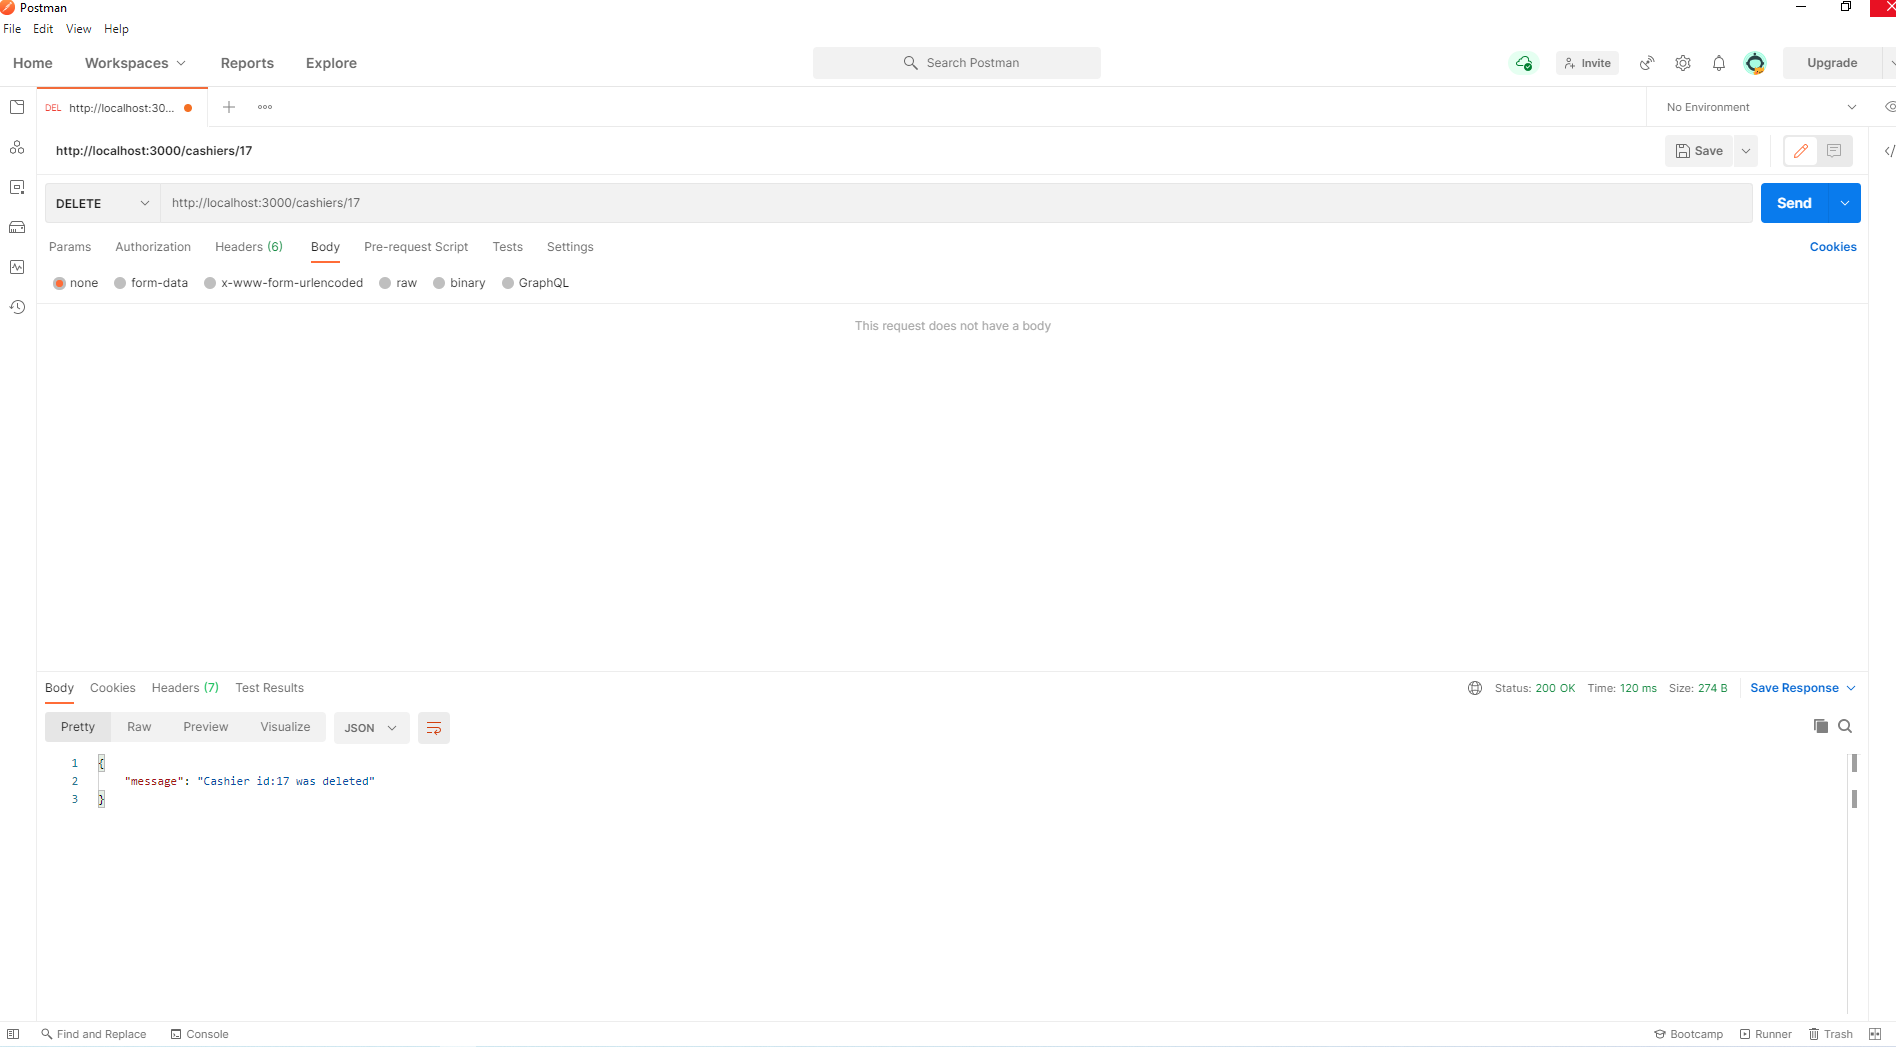 Postman
File Edit View Help
Home Workspaces Reports Explore Search Postman Invite Upgrade
DEL http://localhost:30... No Environment
http://localhost:3000/cashiers/17 Save
DELETE http://localhost:3000/cashiers/17 Send
Params Authorization Headers (6) Body Pre-request Script Tests Settings Cookies
none form-data x-www-form-urlencoded raw binary GraphQL
This request does not have a body
Body Cookies Headers (7) Test Results Status: 200 OK Time: 120 ms Size: 274 B Save Response
Pretty Raw Preview Visualize JSON
1 {
2 "message": "Cashier id:17 was deleted"
3 }
Find and Replace Console Bootcamp Runner Trash